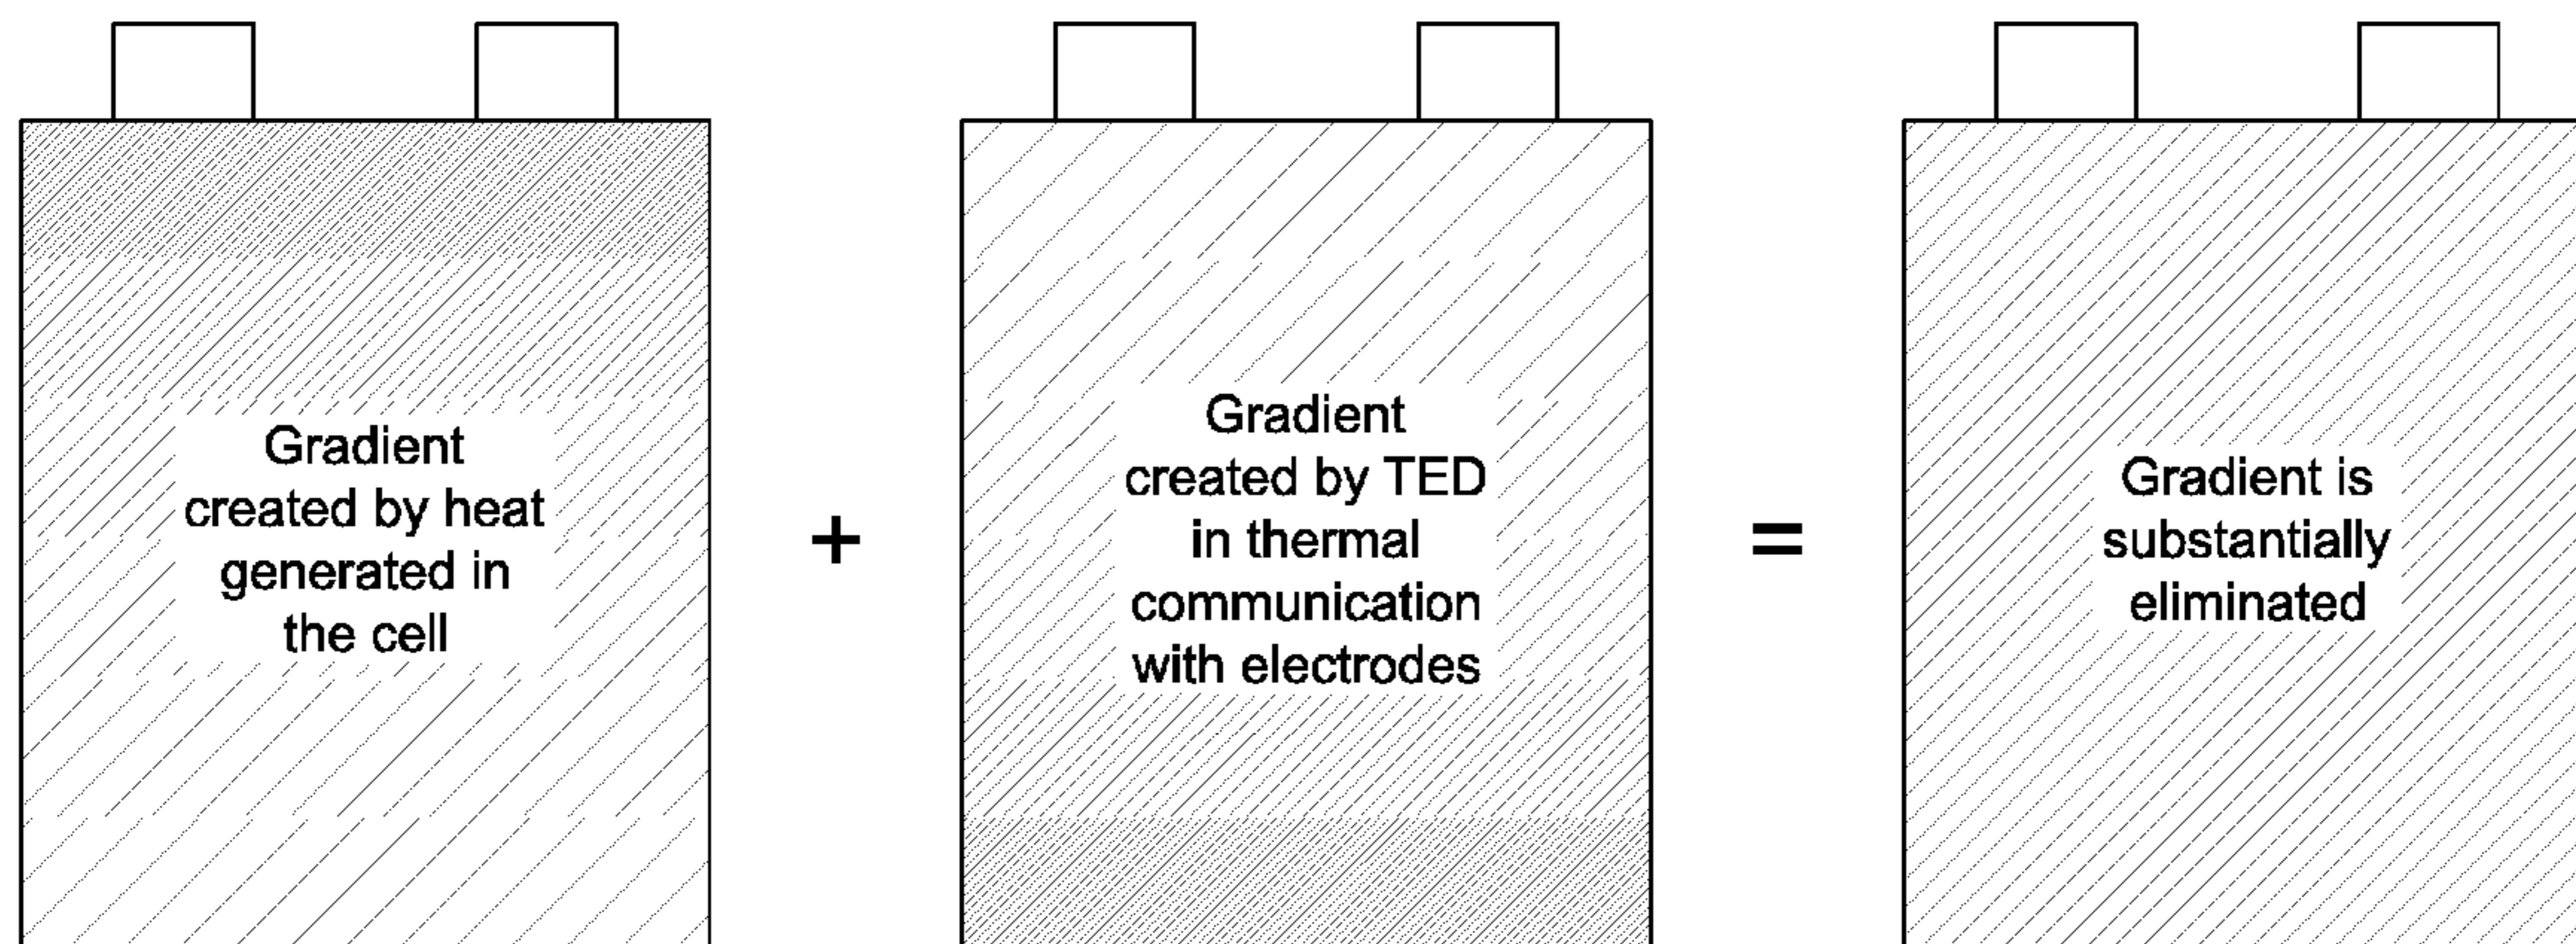 Gradient
created by heat
generated in
the cell
+
Gradient
created by TED
in thermal
communication
with electrodes
=
Gradient is
substantially
eliminated